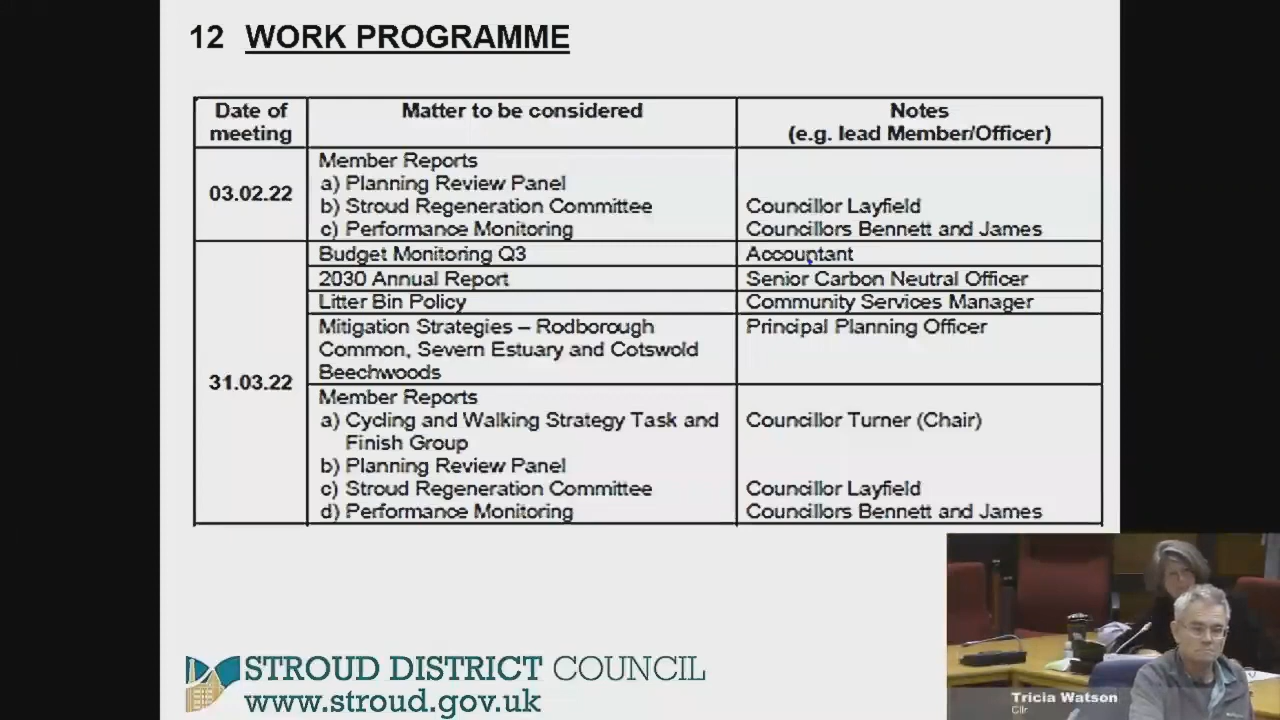 12 WORK PROGRAMME
Date of meeting
Matter to be considered
Notes
(e.g. lead Member/Officer)
03.02.22
Member Reports
a) Planning Review Panel
b) Stroud Regeneration Committee
Councillor Layfield
c) Performance Monitoring
Councillors Bennett and James
31.03.22
Budget Monitoring Q3
Accountant
2030 Annual Report
Senior Carbon Neutral Officer
Litter Bin Policy
Community Services Manager
Mitigation Strategies – Rodborough
Common, Severn Estuary and Cotswold
Beechwoods
Principal Planning Officer
Member Reports
a) Cycling and Walking Strategy Task and
Finish Group
Councillor Turner (Chair)
b) Planning Review Panel
c) Stroud Regeneration Committee
Councillor Layfield
d) Performance Monitoring
Councillors Bennett and James
STROUD DISTRICT COUNCIL
www.stroud.gov.uk
Tricia Watson
Cllr